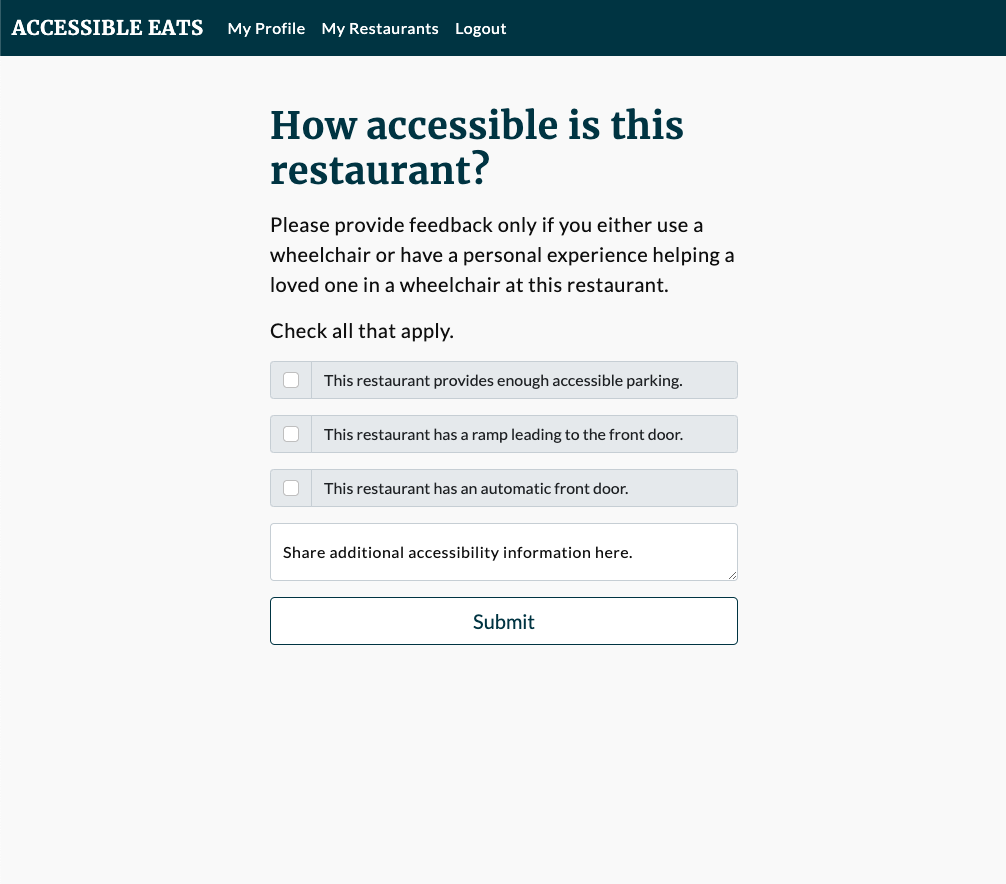 ACCESSIBLE EATS My Profile My Restaurants Logout
How accessible is this
restaurant?
Please provide feedback only if you either use a
wheelchair or have a personal experience helping a
loved one in a wheelchair at this restaurant.
Check all that apply.
This restaurant provides enough accessible parking.
This restaurant has a ramp leading to the front door.
This restaurant has an automatic front door.
Share additional accessibility information here.
Submit